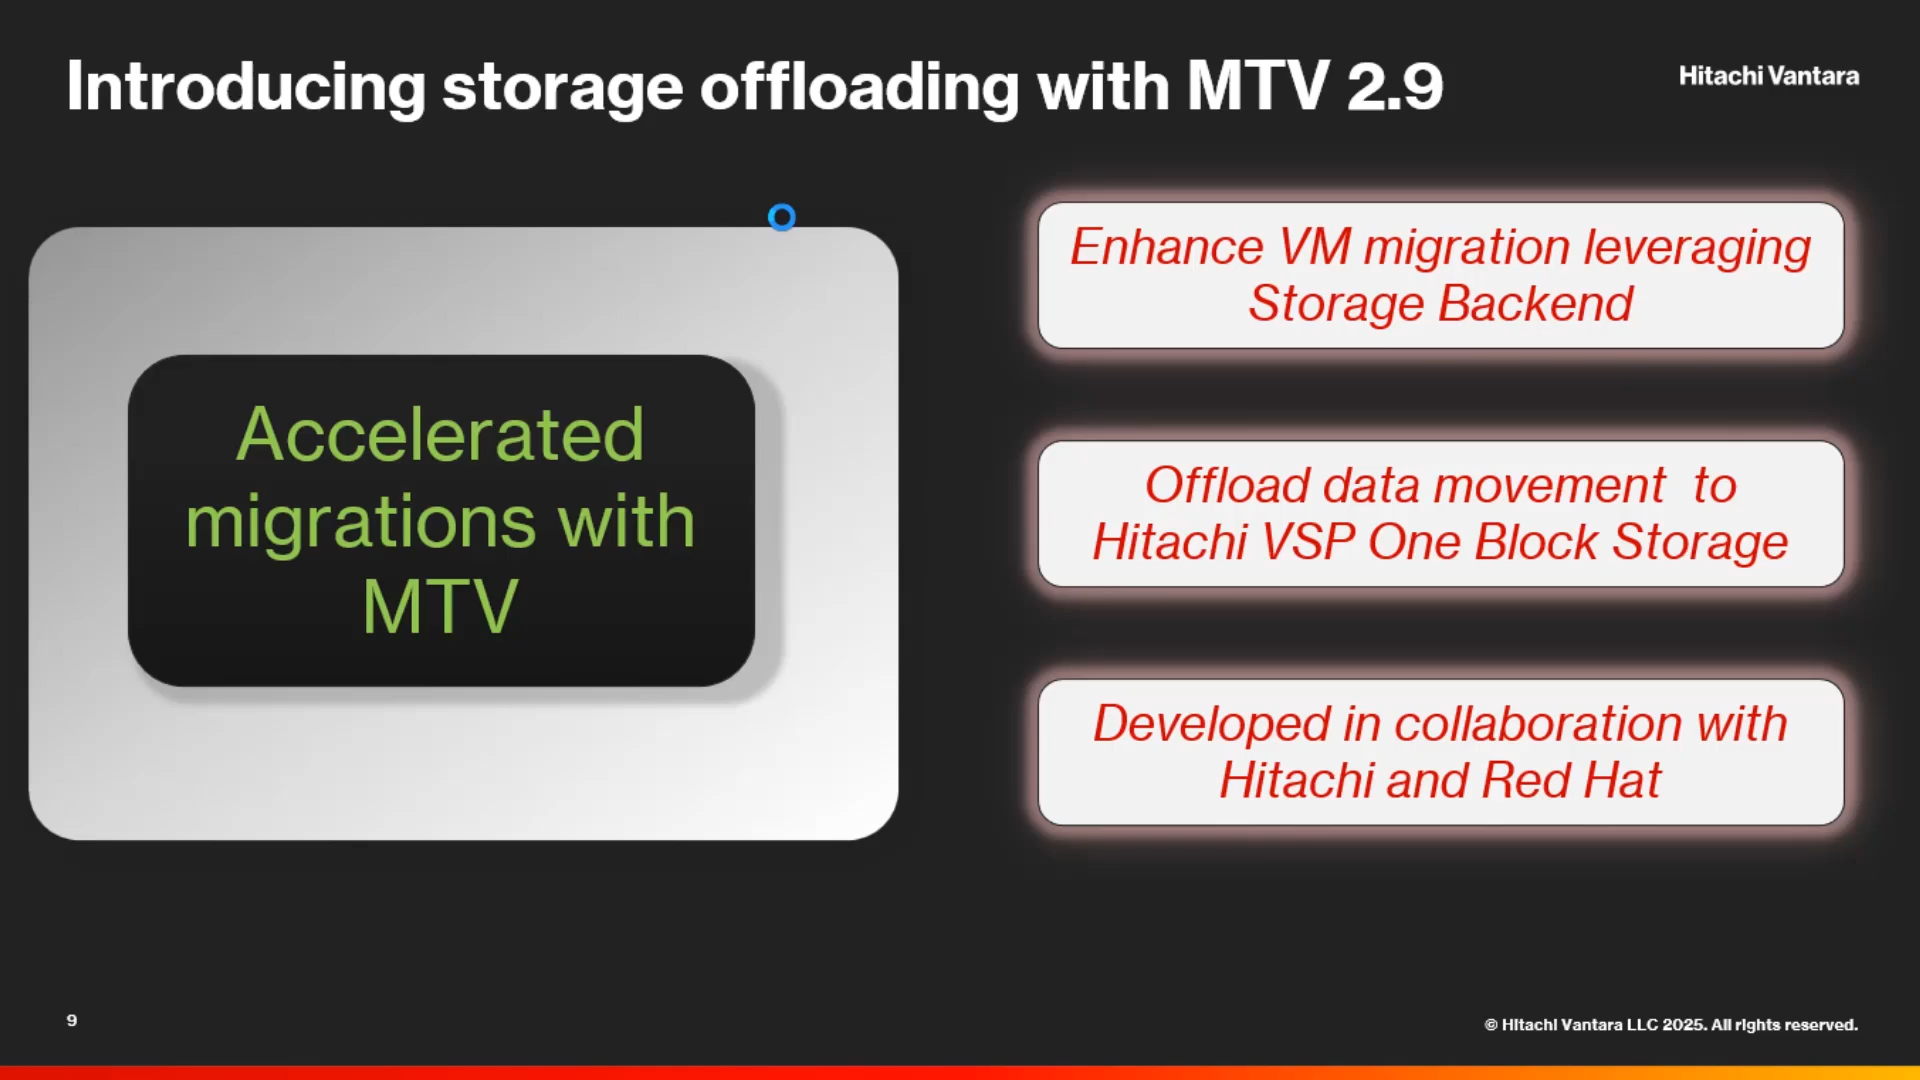 Introducing storage offloading with MTV 2.9
Hitachi Vantara
Accelerated
migrations with
MTV
Enhance VM migration leveraging
Storage Backend
Offload data movement  to
Hitachi VSP One Block Storage
Developed in collaboration with
Hitachi and Red Hat
9
© Hitachi Vantara LLC 2025. All rights reserved.